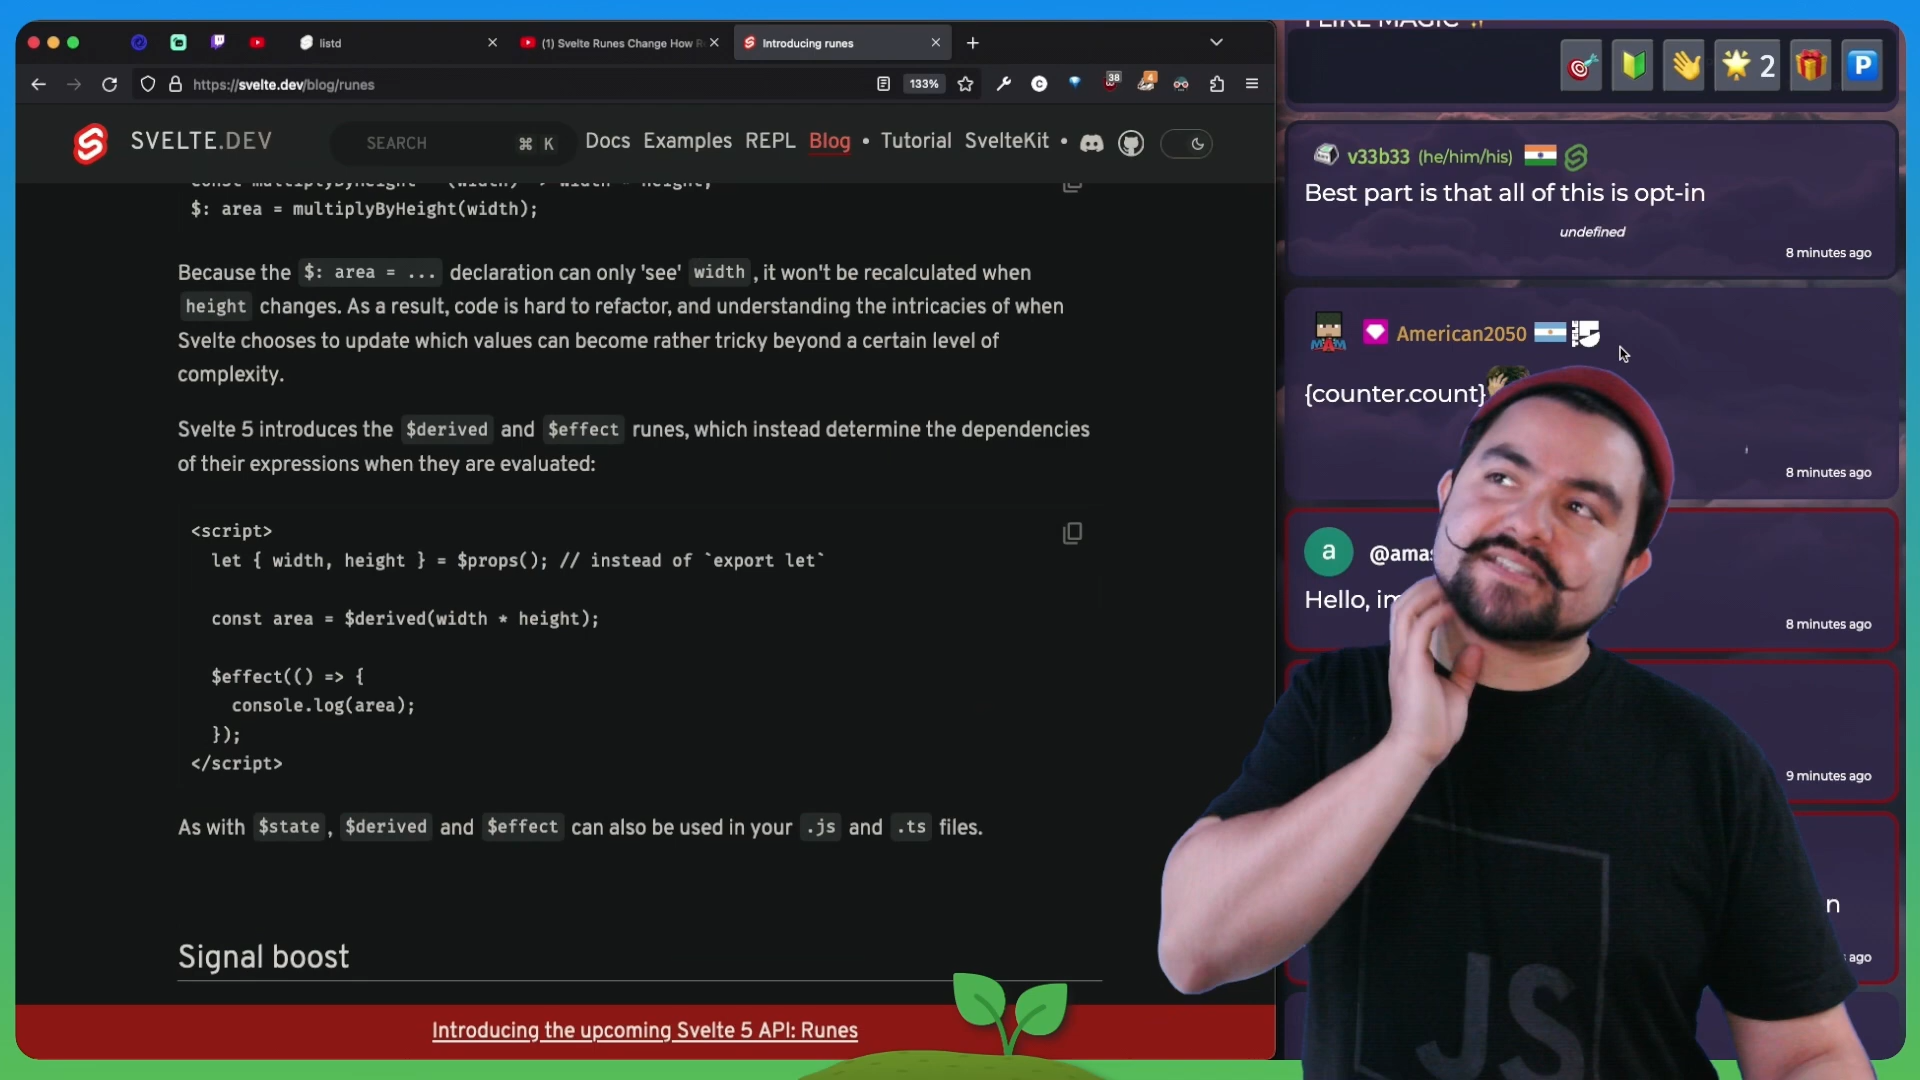 listd
(1) Svelte Runes Change How R
Introducing runes
https://svelte.dev/blog/runes
133%
38
4
SVELTE.DEV
SEARCH
⌘ K
Docs
Examples
REPL
Blog
•
Tutorial
SvelteKit
•
$: area = multiplyByHeight(width);
Because the $: area = ... declaration can only 'see' width, it won't be recalculated when
height changes. As a result, code is hard to refactor, and understanding the intricacies of when
Svelte chooses to update which values can become rather tricky beyond a certain level of
complexity.
Svelte 5 introduces the $derived and $effect runes, which instead determine the dependencies
of their expressions when they are evaluated:
<script>
let { width, height } = $props(); // instead of `export let`
const area = $derived(width * height);
$effect(() => {
console.log(area);
});
</script>
As with $state, $derived and $effect can also be used in your .js and .ts files.
Signal boost
Introducing the upcoming Svelte 5 API: Runes
I LIKE MAGIC
2
P
v33b33 (he/him/his)
Best part is that all of this is opt-in
undefined
8 minutes ago
MAM
American2050
{counter.count}
8 minutes ago
a
@amas
Hello, im
8 minutes ago
9 minutes ago
n
ago
JS